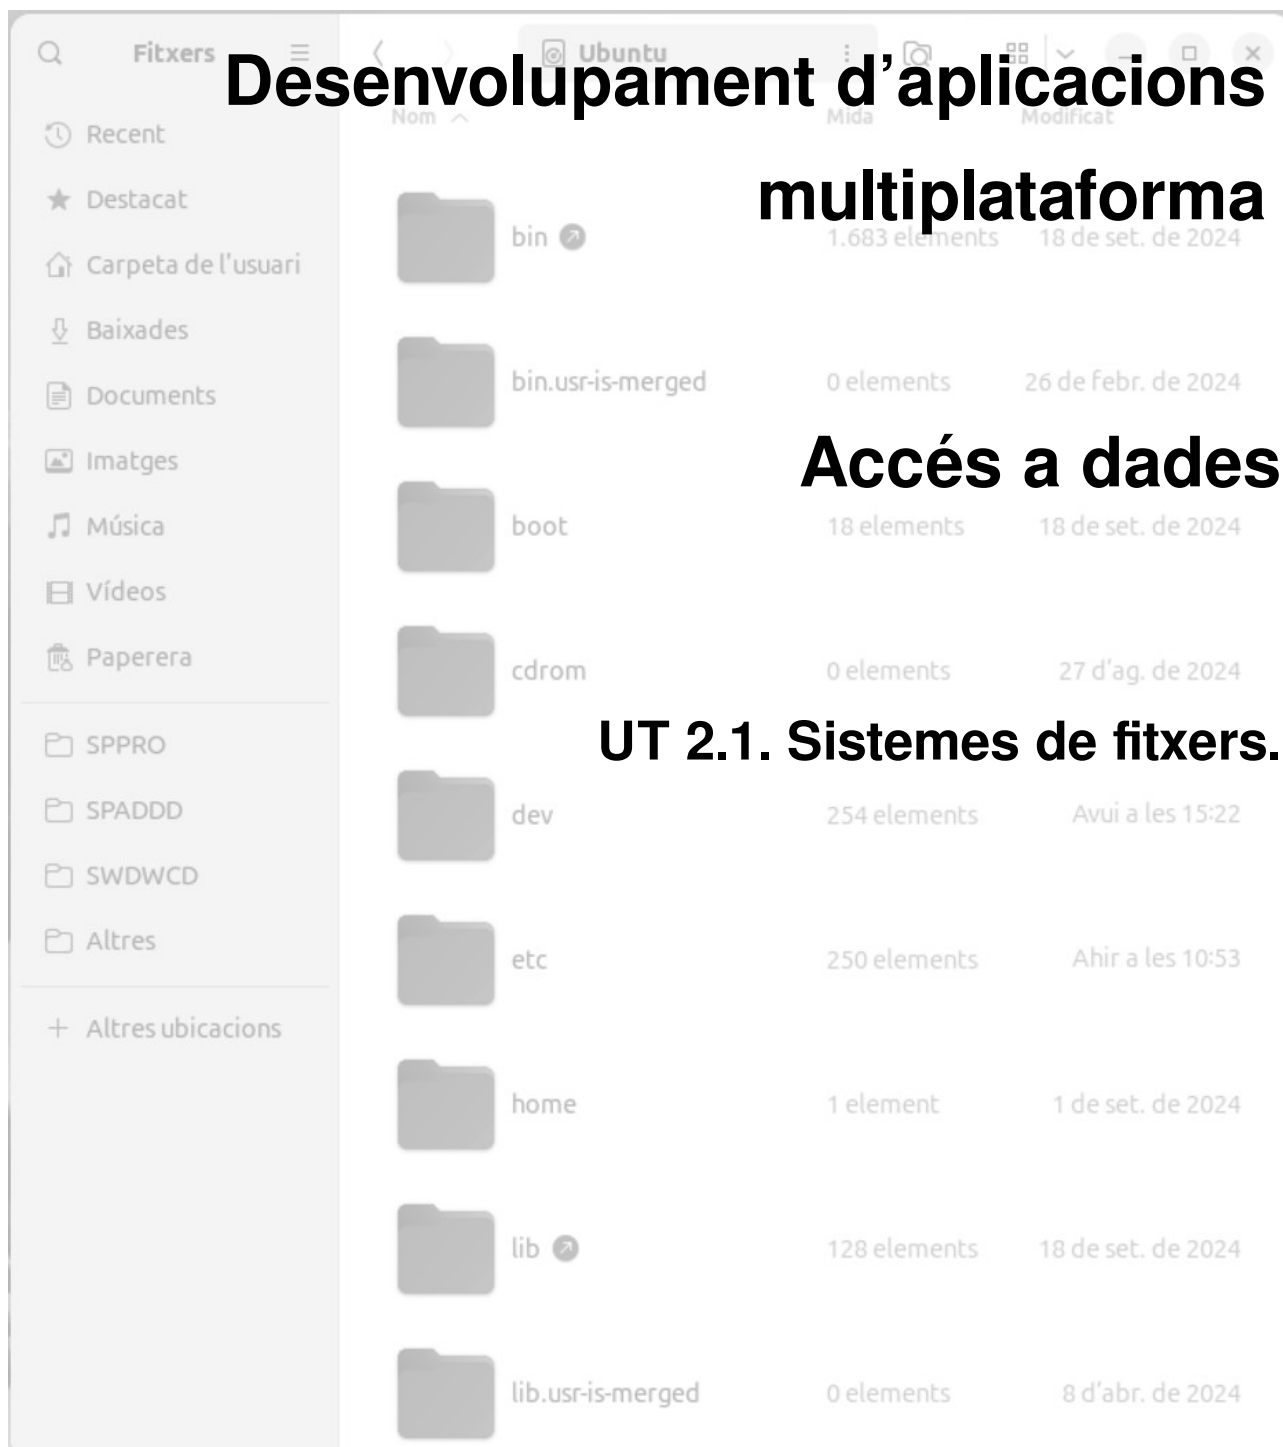 Fitxers
Ubuntu
Desenvolupament d’aplicacions
multiplataforma
Nom
Mida
Modificat
Recent
Destacat
Carpeta de l'usuari
Baixades
Documents
Imatges
Música
Vídeos
Paperera
SPPRO
SPADDD
SWDWCD
Altres
+ Altres ubicacions
bin 1.683 elements 18 de set. de 2024
bin.usr-is-merged 0 elements 26 de febr. de 2024
Accés a dades
boot 18 elements 18 de set. de 2024
cdrom 0 elements 27 d'ag. de 2024
UT 2.1. Sistemes de fitxers.
dev 254 elements Avui a les 15:22
etc 250 elements Ahir a les 10:53
home 1 element 1 de set. de 2024
lib 128 elements 18 de set. de 2024
lib.usr-is-merged 0 elements 8 d'abr. de 2024